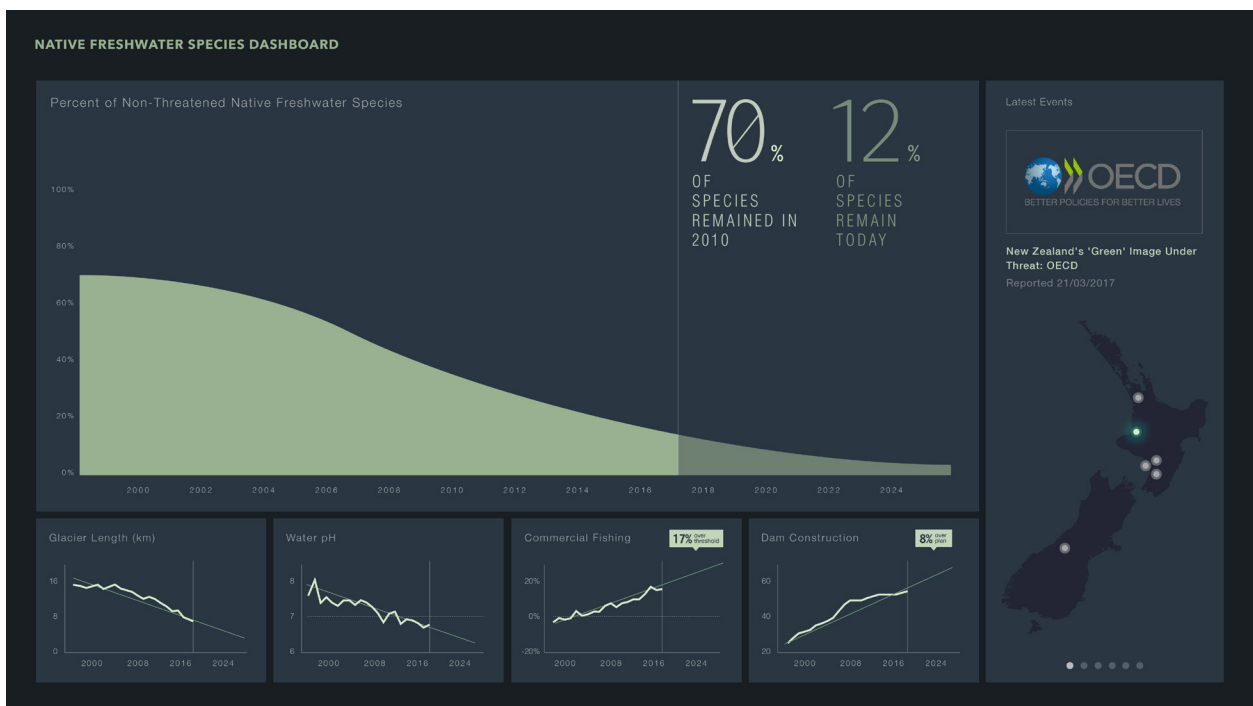 NATIVE FRESHWATER SPECIES DASHBOARD
Percent of Non-Threatened Native Freshwater Species
70%
OF
SPECIES
REMAINED IN
2010
12%
OF
SPECIES
REMAIN
TODAY
100%
80%
60%
40%
20%
0%
2000 2002 2004 2006 2008 2010 2012 2014 2016 2018 2020 2022 2024
Latest Events
OECD
BETTER POLICIES FOR BETTER LIVES
New Zealand's 'Green' Image Under
Threat: OECD
Reported 21/03/2017
Glacier Length (km)
16
8
0
2000 2008 2016 2024
Water pH
8
7
6
2000 2008 2016 2024
Commercial Fishing
17% over
threshold
20%
0%
-20%
2000 2008 2016 2024
Dam Construction
8% over
plan
60
40
20
2000 2008 2016 2024